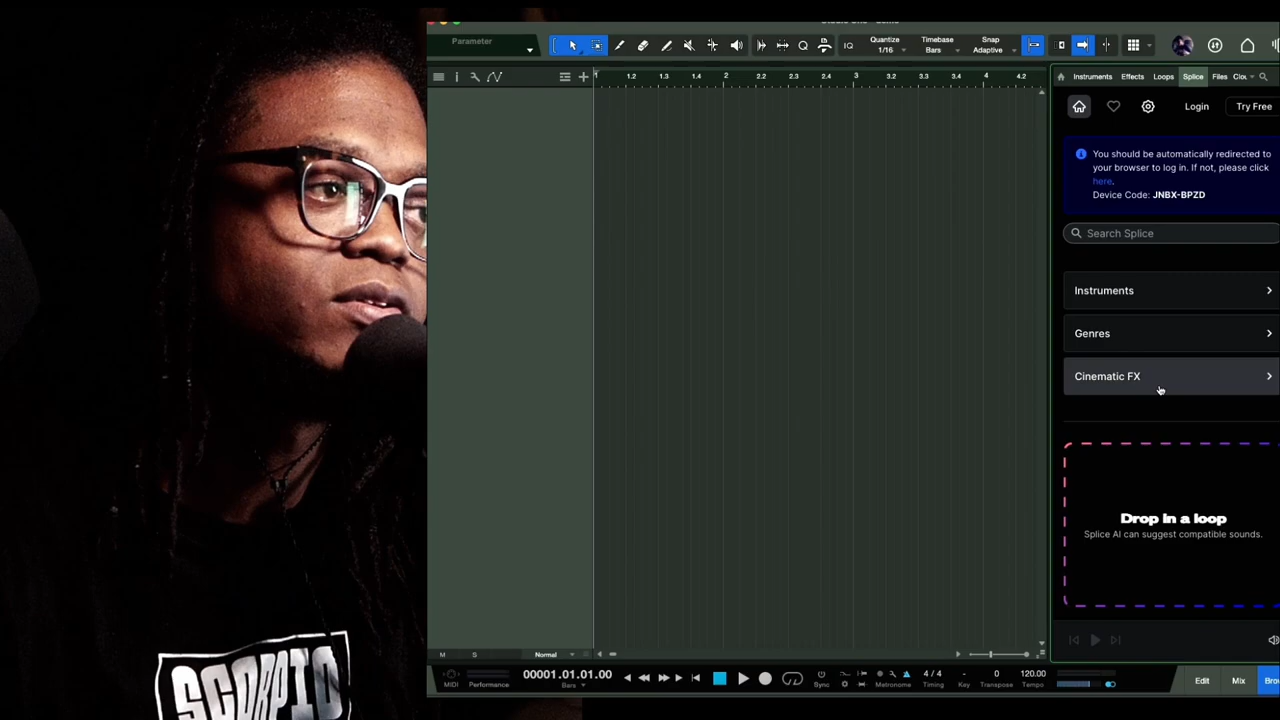 Parameter
IQ
Quantize
1/16
Timebase
Bars
Snap
Adaptive
1
1.2
1.3
1.4
2
2.2
2.3
2.4
3
3.2
3.3
3.4
4
4.2
Instruments
Effects
Loops
Splice
Files
Clou
Login
Try Free
You should be automatically redirected to
your browser to log in. If not, please click
here.
Device Code: JNBX-BPZD
Search Splice
Instruments
Genres
Cinematic FX
Drop in a loop
Splice AI can suggest compatible sounds.
SCORPIO
M
S
Normal
MIDI
Performance
00001.01.01.00
Bars
Sync
Metronome
4 / 4
Timing
-
Key
0
Transpose
120.00
Tempo
Edit
Mix
Brow